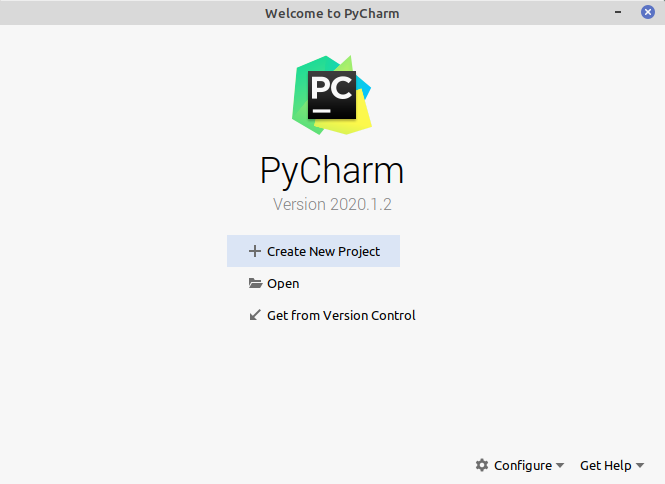 Welcome to PyCharm
PC
PyCharm
Version 2020.1.2
Create New Project
Open
Get from Version Control
Configure Get Help